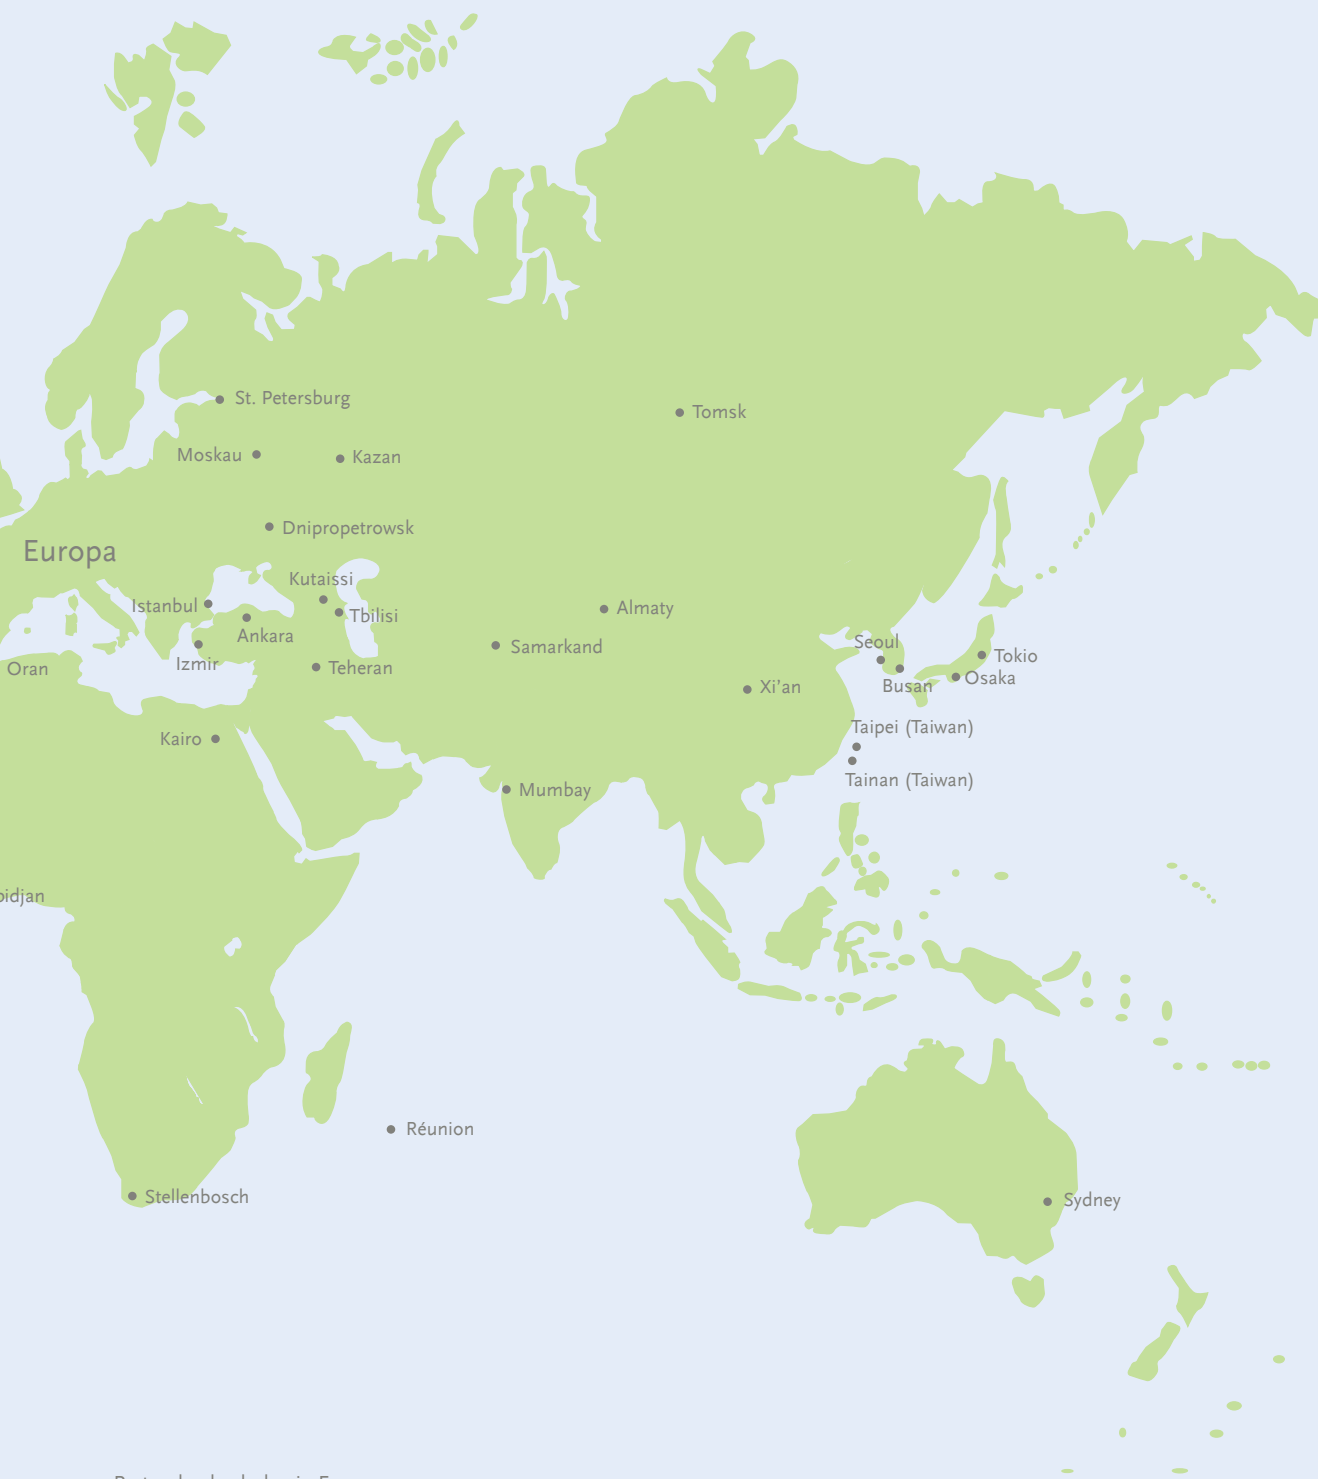 St. Petersburg
Tomsk
Moskau
Kazan
Dnipropetrowsk
Europa
Kutaissi
Istanbul
Almaty
Tbilisi
Ankara
Seoul
Samarkand
Tokio
Izmir
Teheran
Oran
Osaka
Busan
Xi’an
Taipei (Taiwan)
Kairo
Tainan (Taiwan)
Mumbay
bidjan
Réunion
Stellenbosch
Sydney